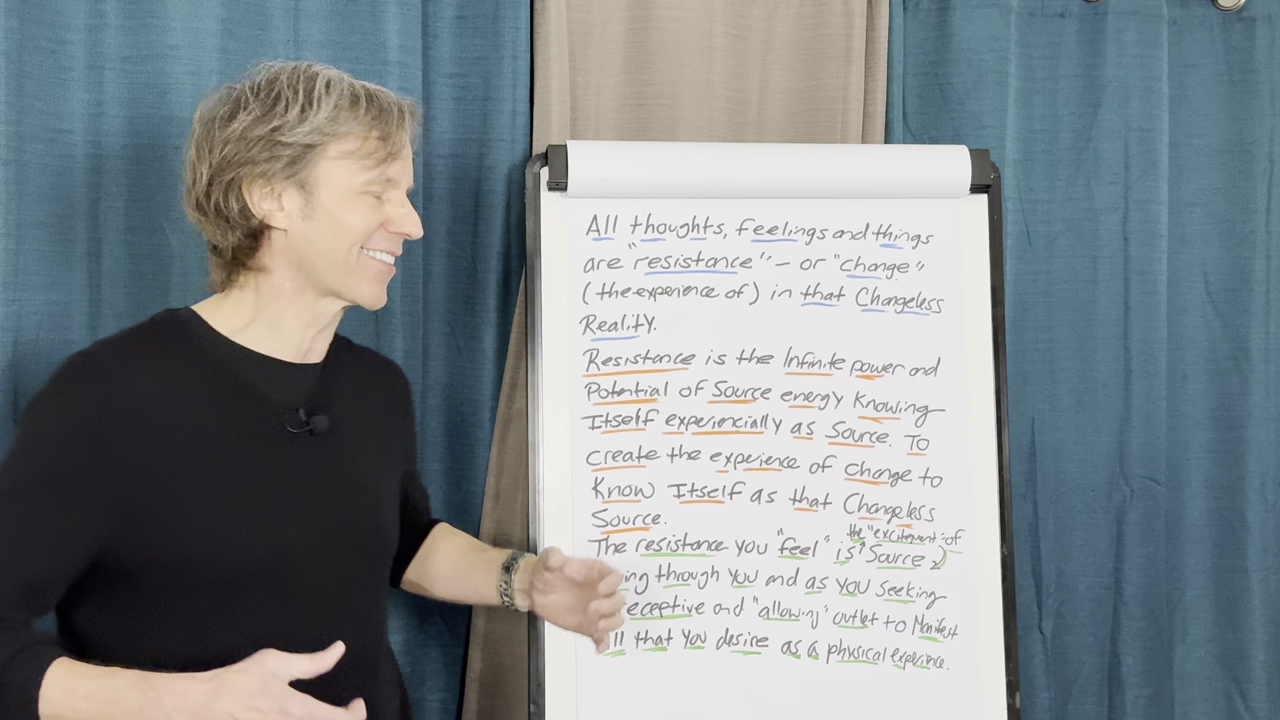 All thoughts, feelings and things
are "resistance" - or "change"
(the experience of) in that Changeless
Reality.
Resistance is the Infinite power and
Potential of Source energy Knowing
Itself experiencially as Source. To
create the experience of change to
Know Itself as that Changeless
Source.
the "excitement" of
The resistance you "feel" is Source
through you and as you seeking
and "allowing" outlet to Manifest
that you desire as a physical experience.